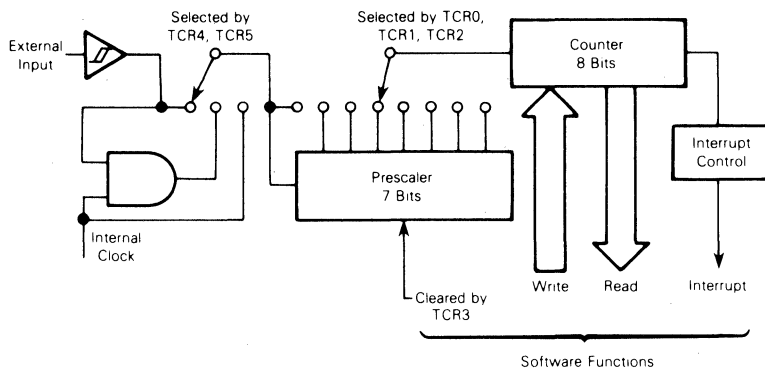 Selected by
TCR4, TCR5
Selected by TCR0,
TCR1, TCR2
External
Input
Counter
8 Bits
Interrupt
Control
Prescaler
7 Bits
Internal
Clock
Cleared by
TCR3
Write
Read
Interrupt
Software Functions